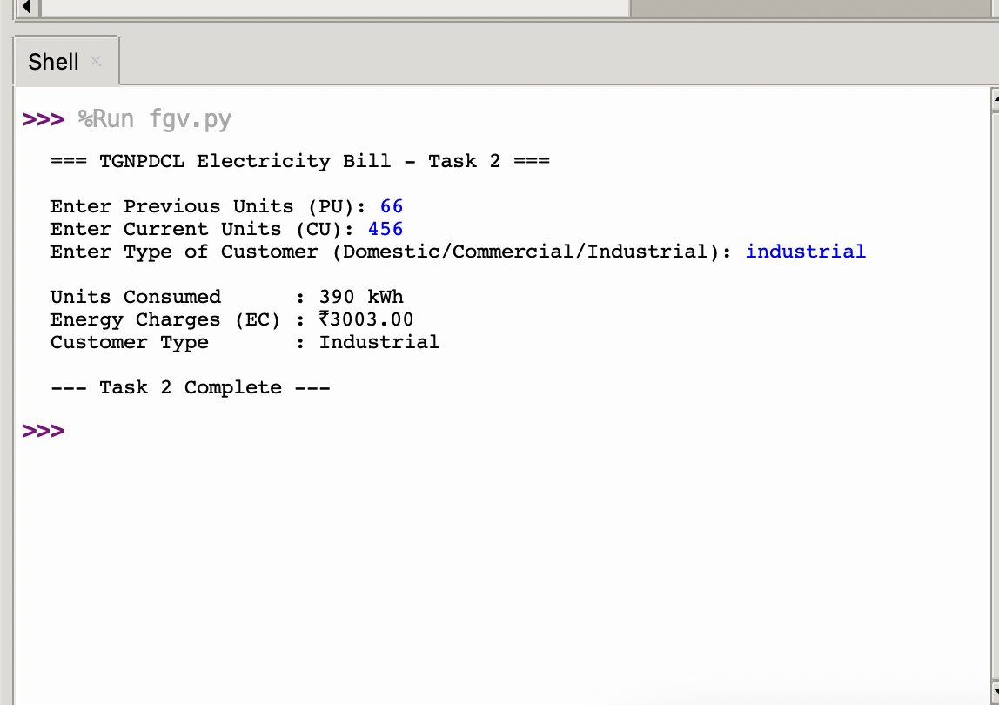 Shell
>>> %Run fgv.py
=== TGNPDCL Electricity Bill - Task 2 ===
Enter Previous Units (PU): 66
Enter Current Units (CU): 456
Enter Type of Customer (Domestic/Commercial/Industrial): industrial
Units Consumed      : 390 kWh
Energy Charges (EC) : ₹3003.00
Customer Type       : Industrial
--- Task 2 Complete ---
>>>